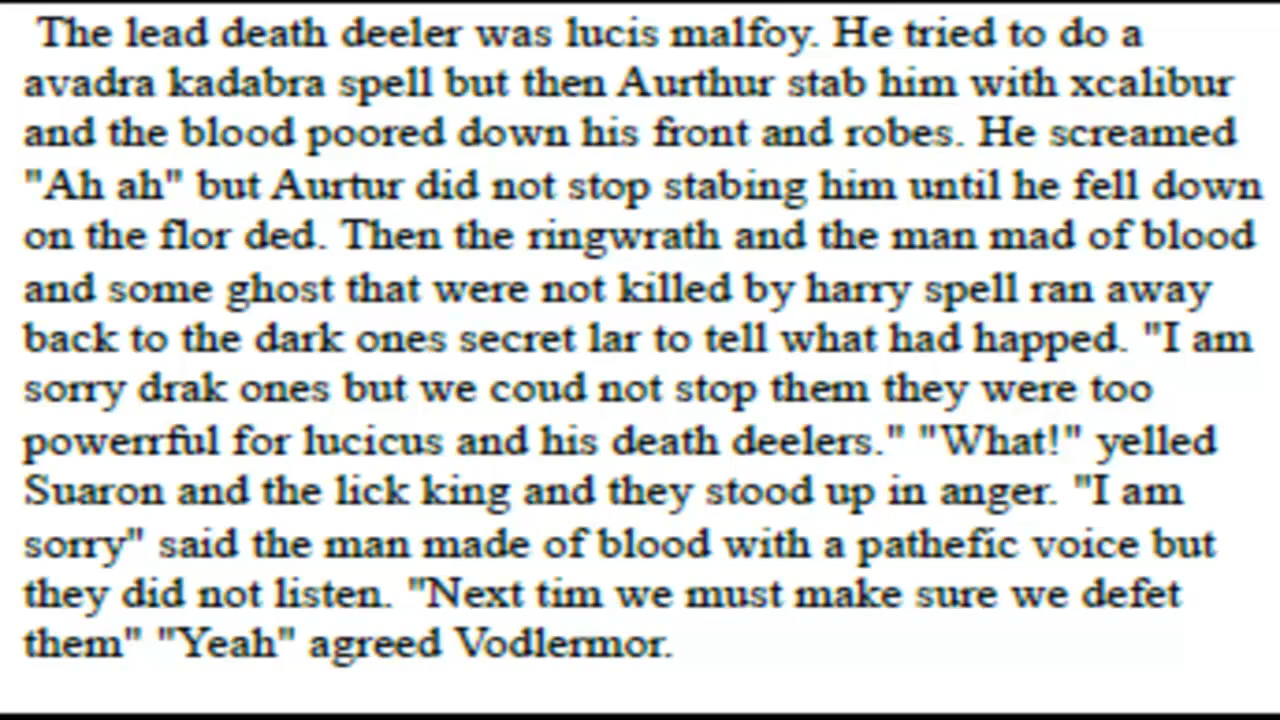 The lead death deeler was lucis malfoy. He tried to do a
avadra kadabra spell but then Aurthur stab him with xcalibur
and the blood poored down his front and robes. He screamed
"Ah ah" but Aurtur did not stop stabing him until he fell down
on the flor ded. Then the ringwrath and the man mad of blood
and some ghost that were not killed by harry spell ran away
back to the dark ones secret lar to tell what had happed. "I am
sorry drak ones but we coud not stop them they were too
powerrful for lucicus and his death deelers." "What!" yelled
Suaron and the lick king and they stood up in anger. "I am
sorry" said the man made of blood with a pathefic voice but
they did not listen. "Next tim we must make sure we defet
them" "Yeah" agreed Vodlermor.